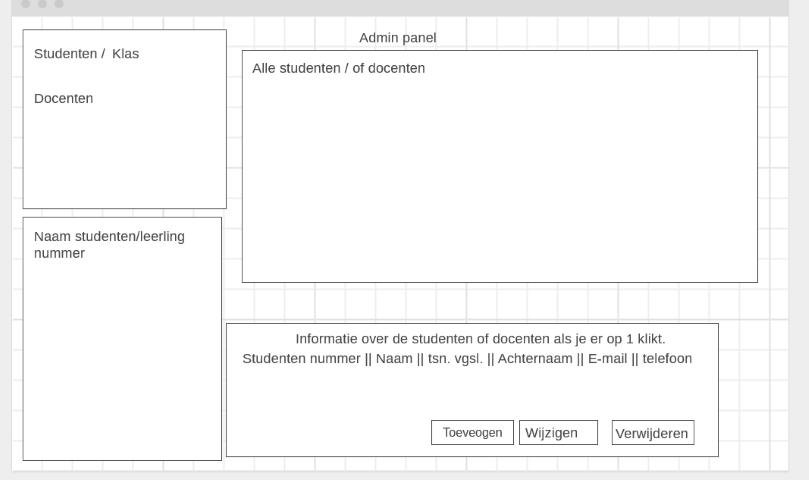 Admin panel
Studenten /  Klas
Docenten
Alle studenten / of docenten
Naam studenten/leerling
nummer
Informatie over de studenten of docenten als je er op 1 klikt.
Studenten nummer || Naam || tsn. vgsl. || Achternaam || E-mail || telefoon
Toeveogen
Wijzigen
Verwijderen